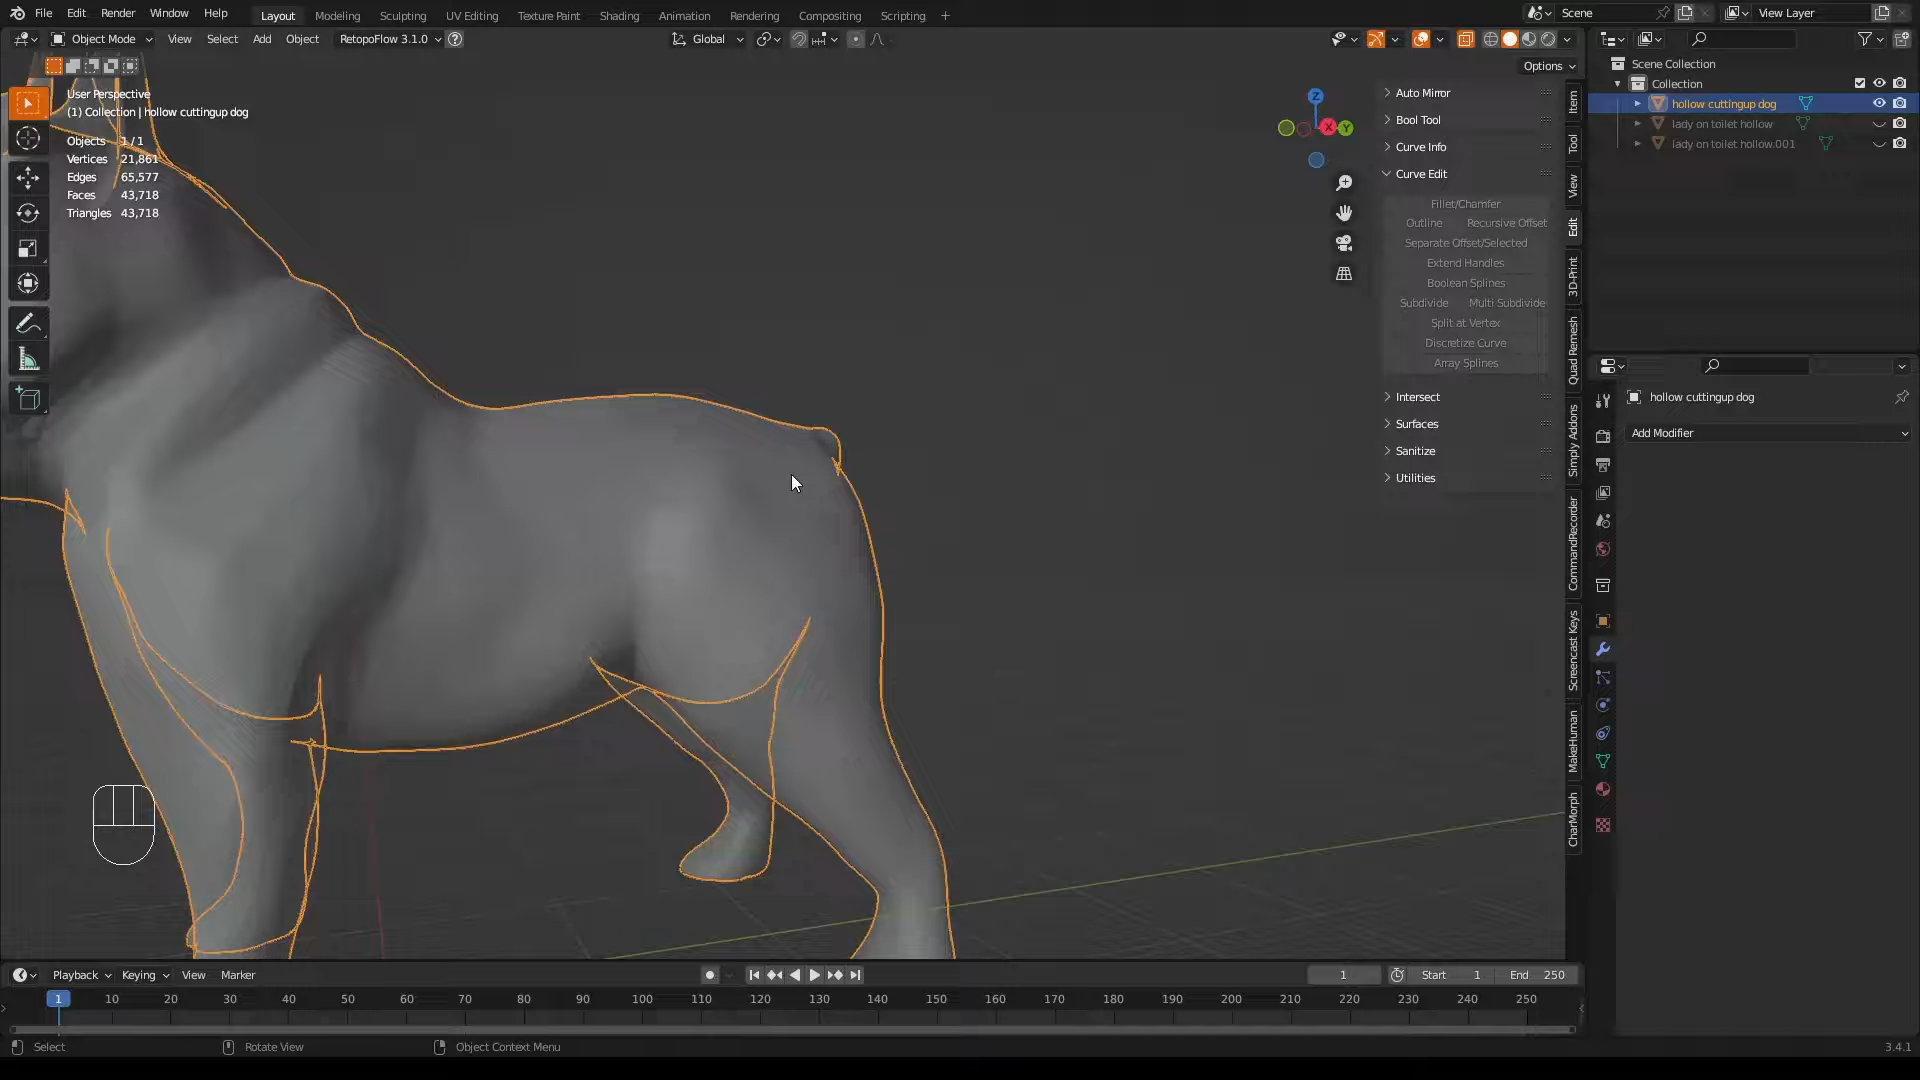 File Edit Render Window Help Layout Modeling Sculpting UV Editing Texture Paint Shading Animation Rendering Compositing Scripting + Scene View Layer
Object Mode View Select Add Object RetopoFlow 3.1.0 Global
Options
User Perspective
(1) Collection | hollow cuttingup dog
Objects 1/1
Vertices 21,861
Edges 65,577
Faces 43,718
Triangles 43,718
Z
X
Y
Auto Mirror
Bool Tool
Curve Info
Curve Edit
Fillet/Chamfer
Outline Recursive Offset
Separate Offset/Selected
Extend Handles
Boolean Splines
Subdivide Multi Subdivide
Split at Vertex
Discretize Curve
Array Splines
Intersect
Surfaces
Sanitize
Utilities
Item
Tool
View
Edit
3D-Print
Quad Remesh
Simply Addons
CommandRecorder
Screencast Keys
MakeHuman
CharMorph
Scene Collection
Collection
hollow cuttingup dog
lady on toilet hollow
lady on toilet hollow.001
hollow cuttingup dog
Add Modifier
Playback Keying View Marker 1 Start 1 End 250
1 10 20 30 40 50 60 70 80 90 100 110 120 130 140 150 160 170 180 190 200 210 220 230 240 250
Select Rotate View Object Context Menu 3.4.1